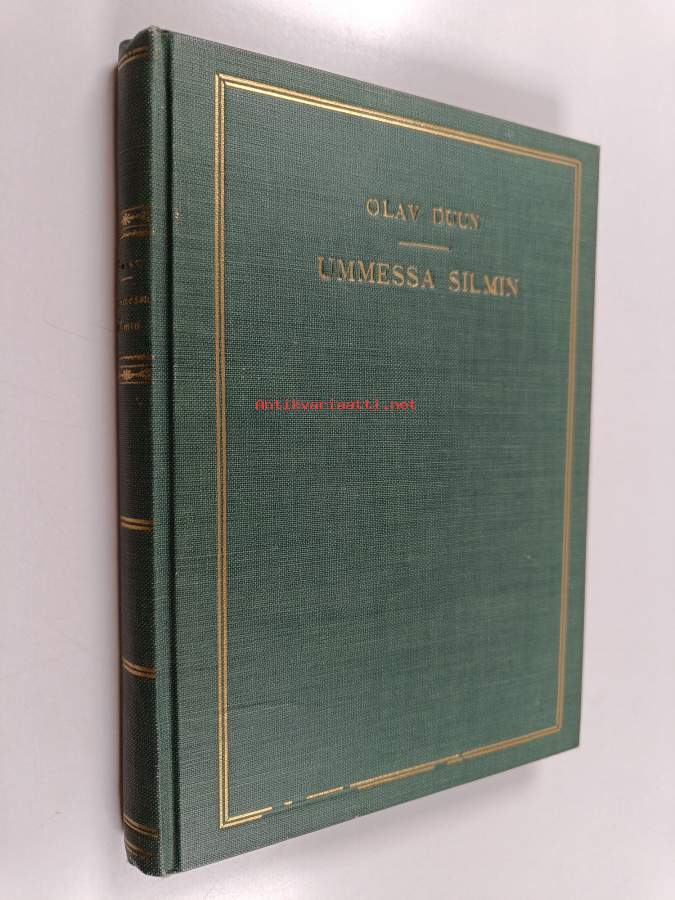 OLAV DUUN
UMMESSA SILMIN
Antikvariaatti.net